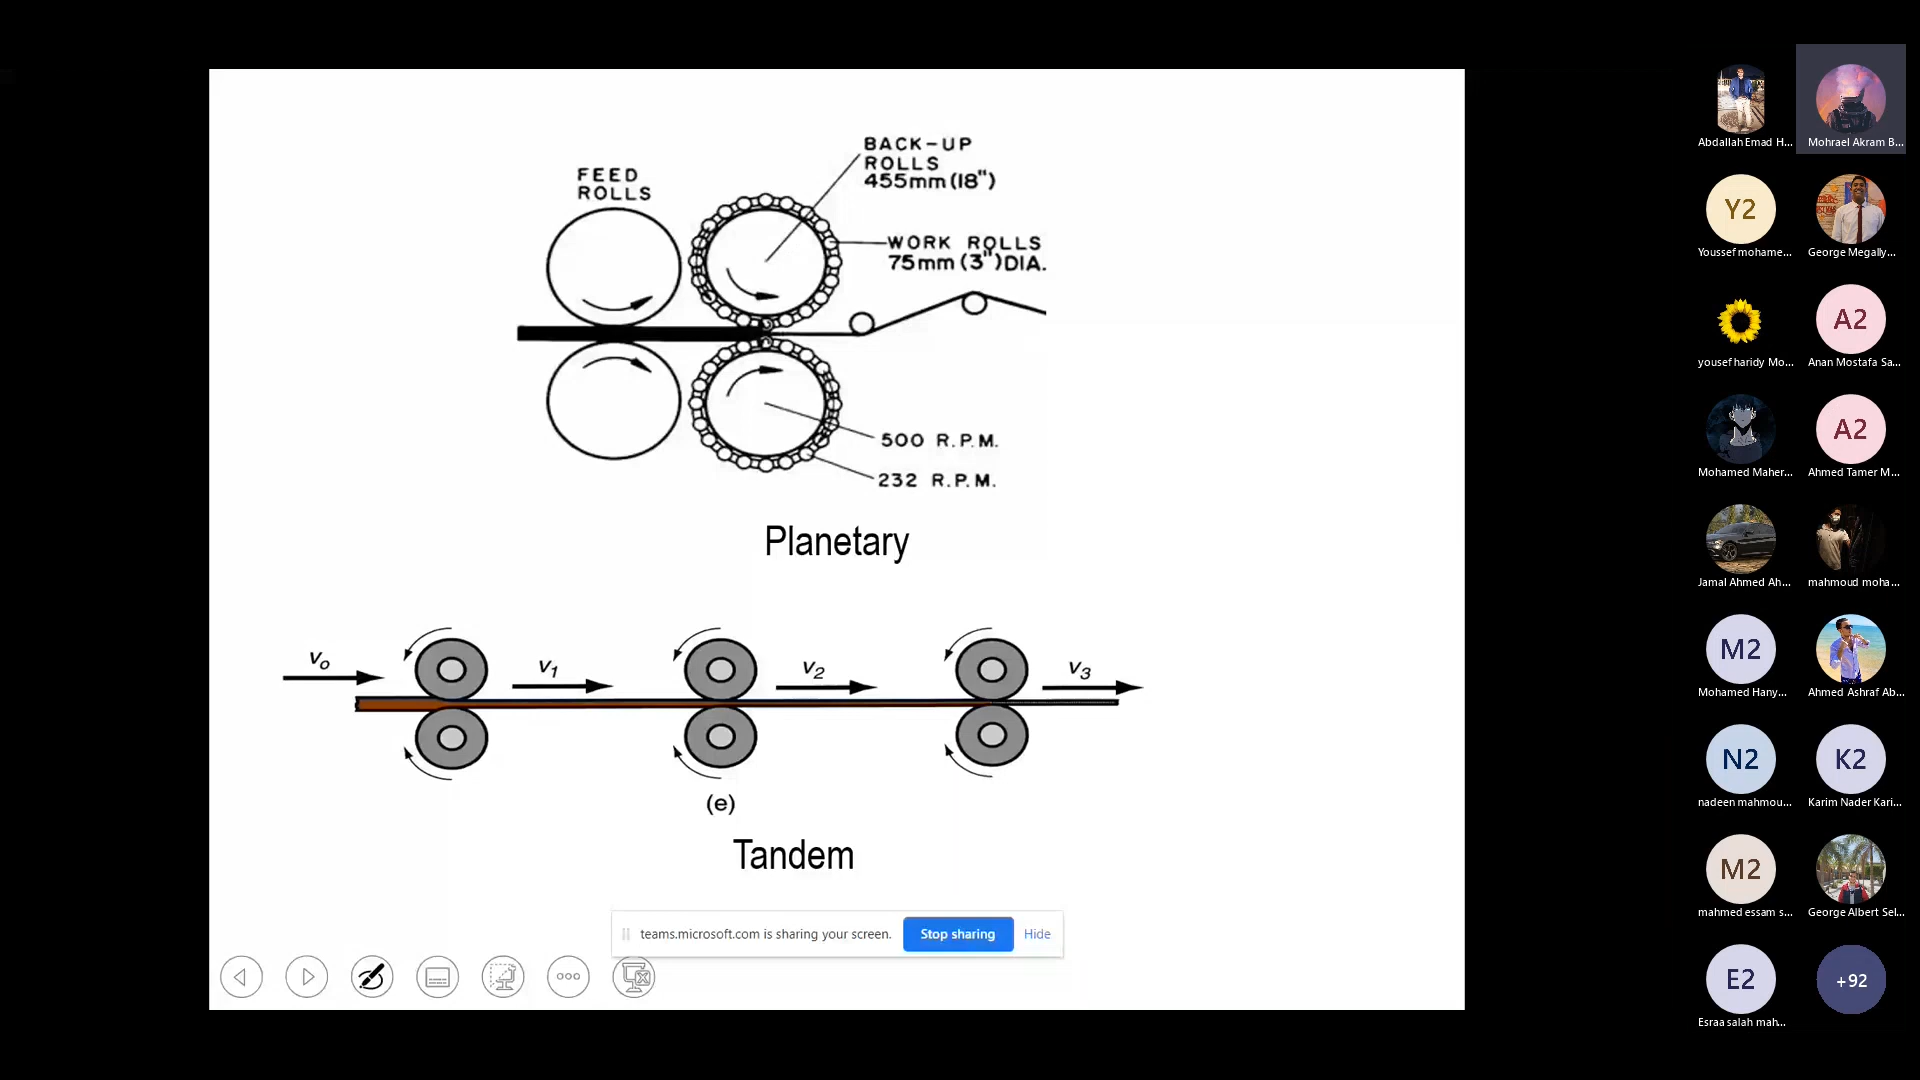 BACK-UP
ROLLS
455mm (18")
FEED
ROLLS
WORK ROLLS
75mm (3") DIA.
500 R.P.M.
232 R.P.M.
Planetary
v0
v1
v2
v3
(e)
Tandem
teams.microsoft.com is sharing your screen.
Stop sharing
Hide
Abdallah Emad H...
Mohrael Akram B...
Y2
Youssef mohame...
George Megally...
yousef haridy Mo...
A2
Anan Mostafa Sa...
Mohamed Maher...
A2
Ahmed Tamer M...
Jamal Ahmed Ah...
mahmoud moha...
M2
Mohamed Hany...
Ahmed Ashraf Ab...
N2
nadeen mahmou...
K2
Karim Nader Kari...
M2
mahmed essam s...
George Albert Sel...
E2
Esraa salah mah...
+92